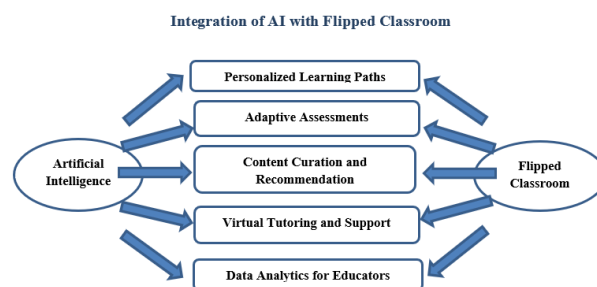 Integration of AI with Flipped Classroom
Personalized Learning Paths
Adaptive Assessments
Artificial
Intelligence
Content Curation and
Recommendation
Flipped
Classroom
Virtual Tutoring and Support
Data Analytics for Educators